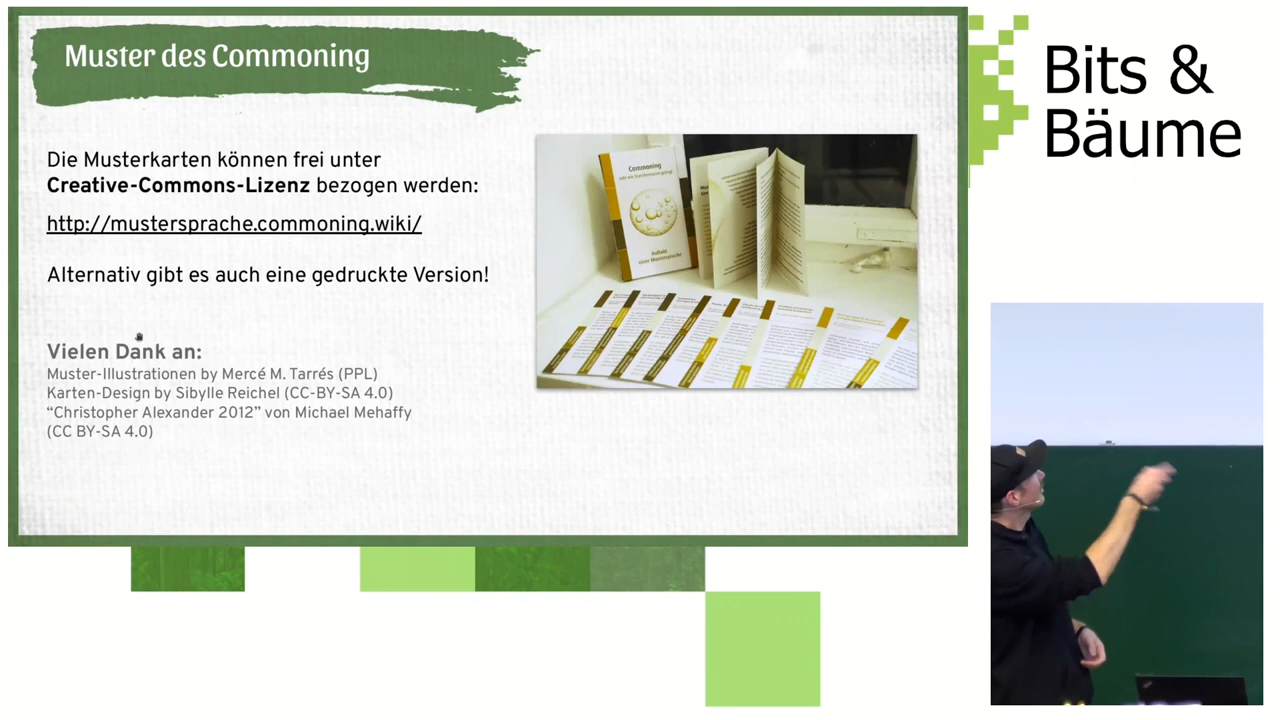 Muster des Commoning
Die Musterkarten können frei unter
Creative-Commons-Lizenz bezogen werden:
http://mustersprache.commoning.wiki/
Alternativ gibt es auch eine gedruckte Version!
Vielen Dank an:
Muster-Illustrationen by Mercé M. Tarrés (PPL)
Karten-Design by Sibylle Reichel (CC-BY-SA 4.0)
“Christopher Alexander 2012” von Michael Mehaffy
(CC BY-SA 4.0)
Commoning
Auftakt
einer Mustersprache
Bits &
Bäume